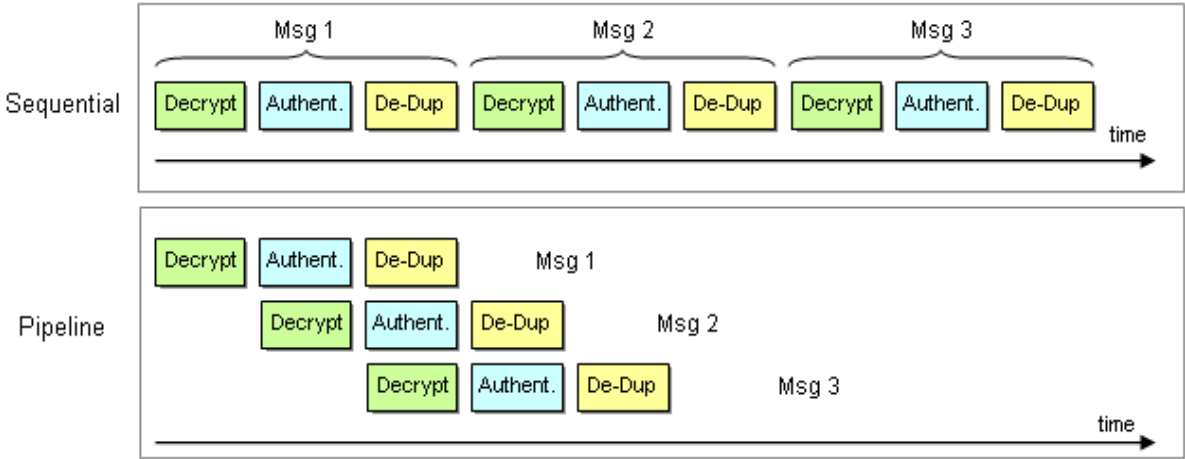 Msg 1 Msg 2 Msg 3
Sequential Decrypt Authent. De-Dup Decrypt Authent. De-Dup Decrypt Authent. De-Dup
time
Decrypt Authent. De-Dup Msg 1
Pipeline Decrypt Authent. De-Dup Msg 2
Decrypt Authent. De-Dup Msg 3
time